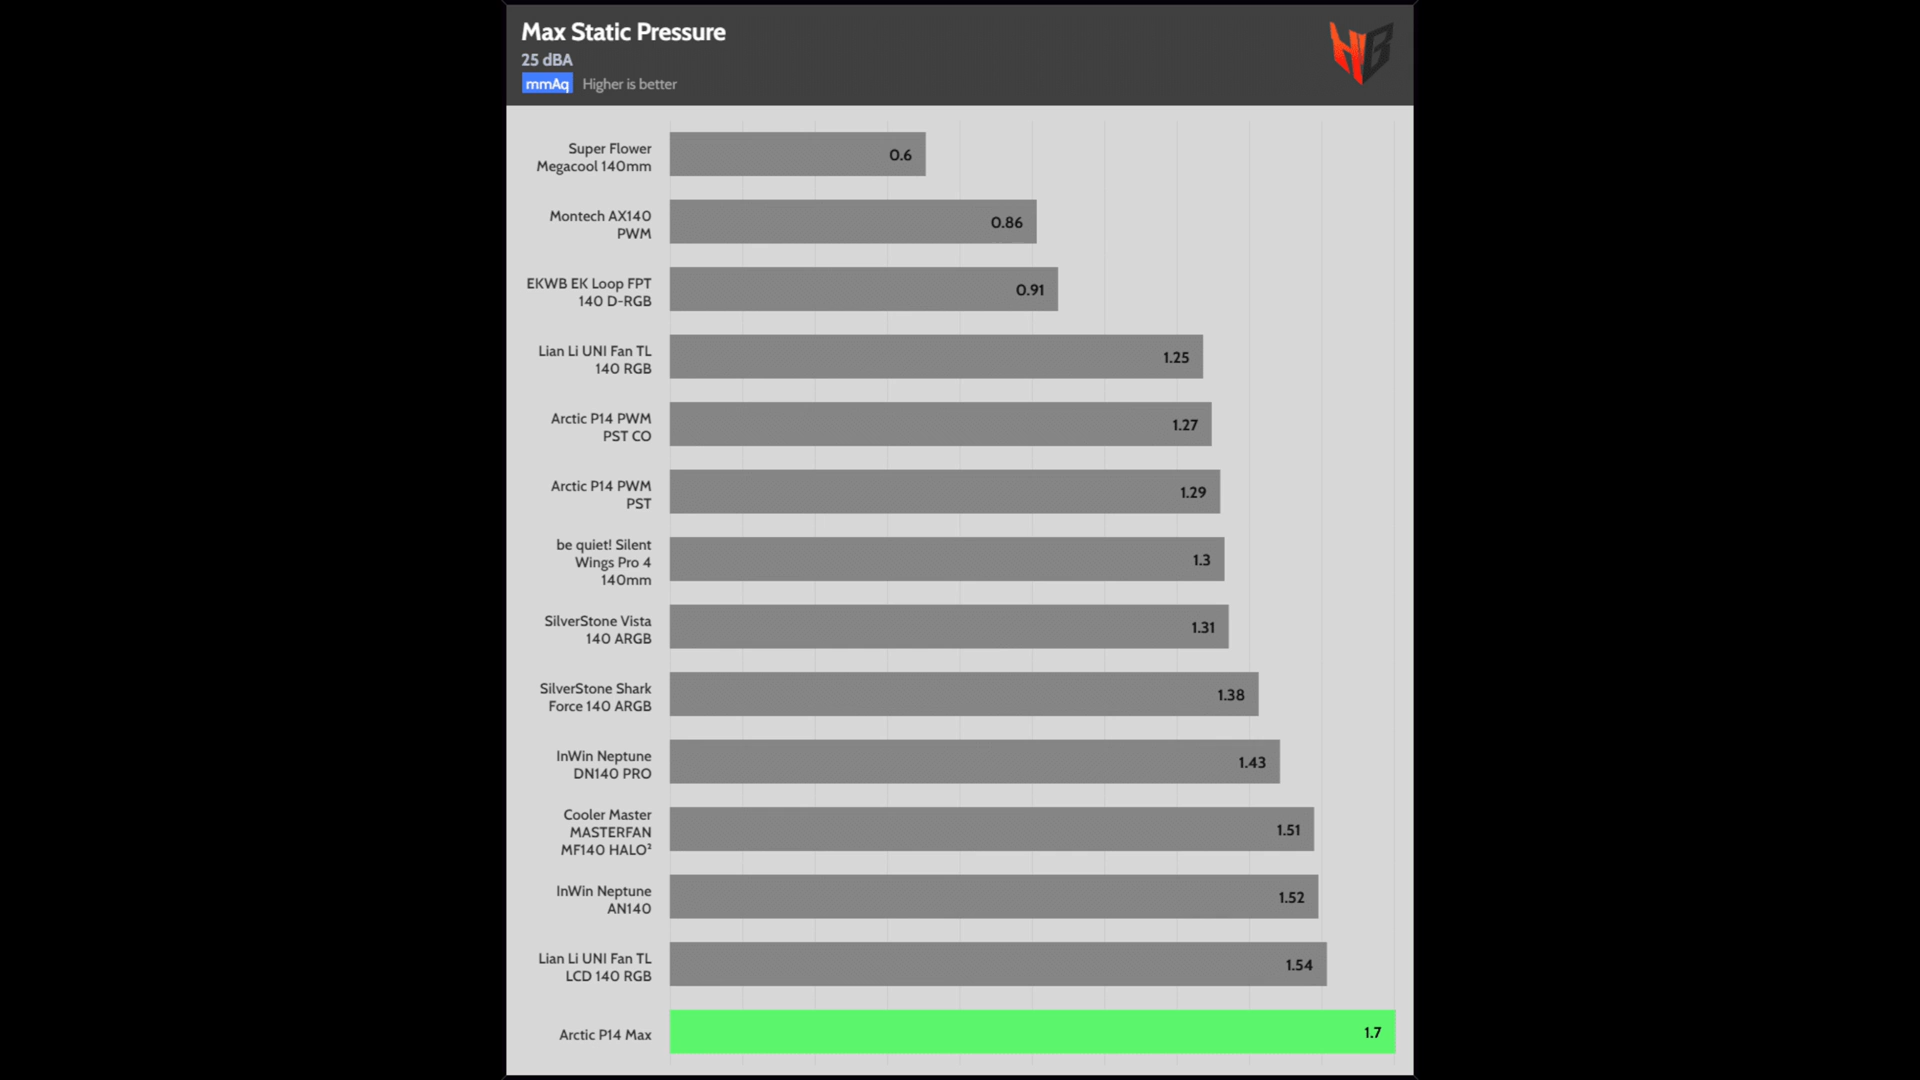 Max Static Pressure
25 dBA
mmAq Higher is better
Super Flower
Megacool 140mm
0.6
Montech AX140
PWM
0.86
EKWB EK Loop FPT
140 D-RGB
0.91
Lian Li UNI Fan TL
140 RGB
1.25
Arctic P14 PWM
PST CO
1.27
Arctic P14 PWM
PST
1.29
be quiet! Silent
Wings Pro 4
140mm
1.3
SilverStone Vista
140 ARGB
1.31
SilverStone Shark
Force 140 ARGB
1.38
InWin Neptune
DN140 PRO
1.43
Cooler Master
MASTERFAN
MF140 HALO²
1.51
InWin Neptune
AN140
1.52
Lian Li UNI Fan TL
LCD 140 RGB
1.54
Arctic P14 Max
1.7